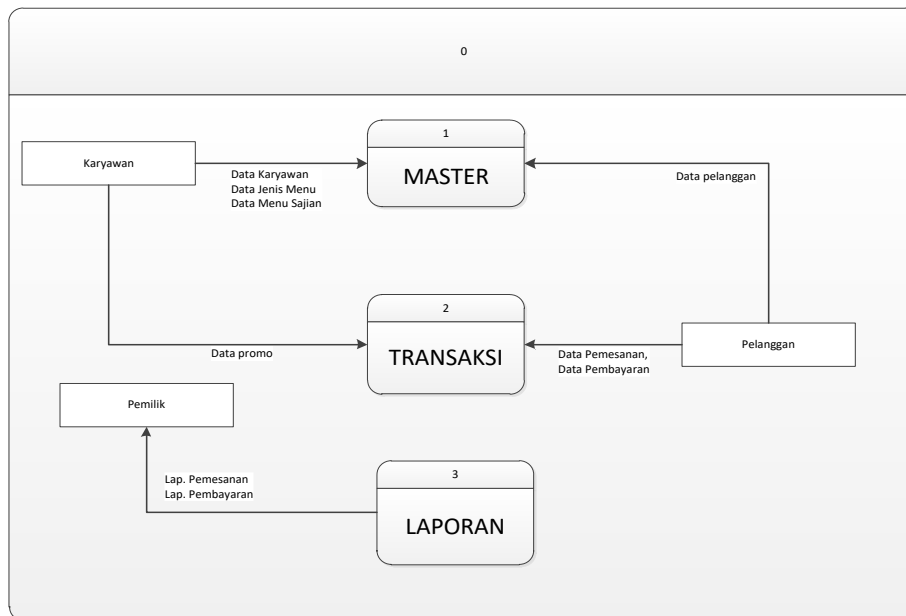 0
1
MASTER
Karyawan
Data Karyawan
Data Jenis Menu
Data Menu Sajian
Data pelanggan
2
TRANSAKSI
Data promo
Data Pemesanan,
Data Pembayaran
Pelanggan
Pemilik
Lap. Pemesanan
Lap. Pembayaran
3
LAPORAN